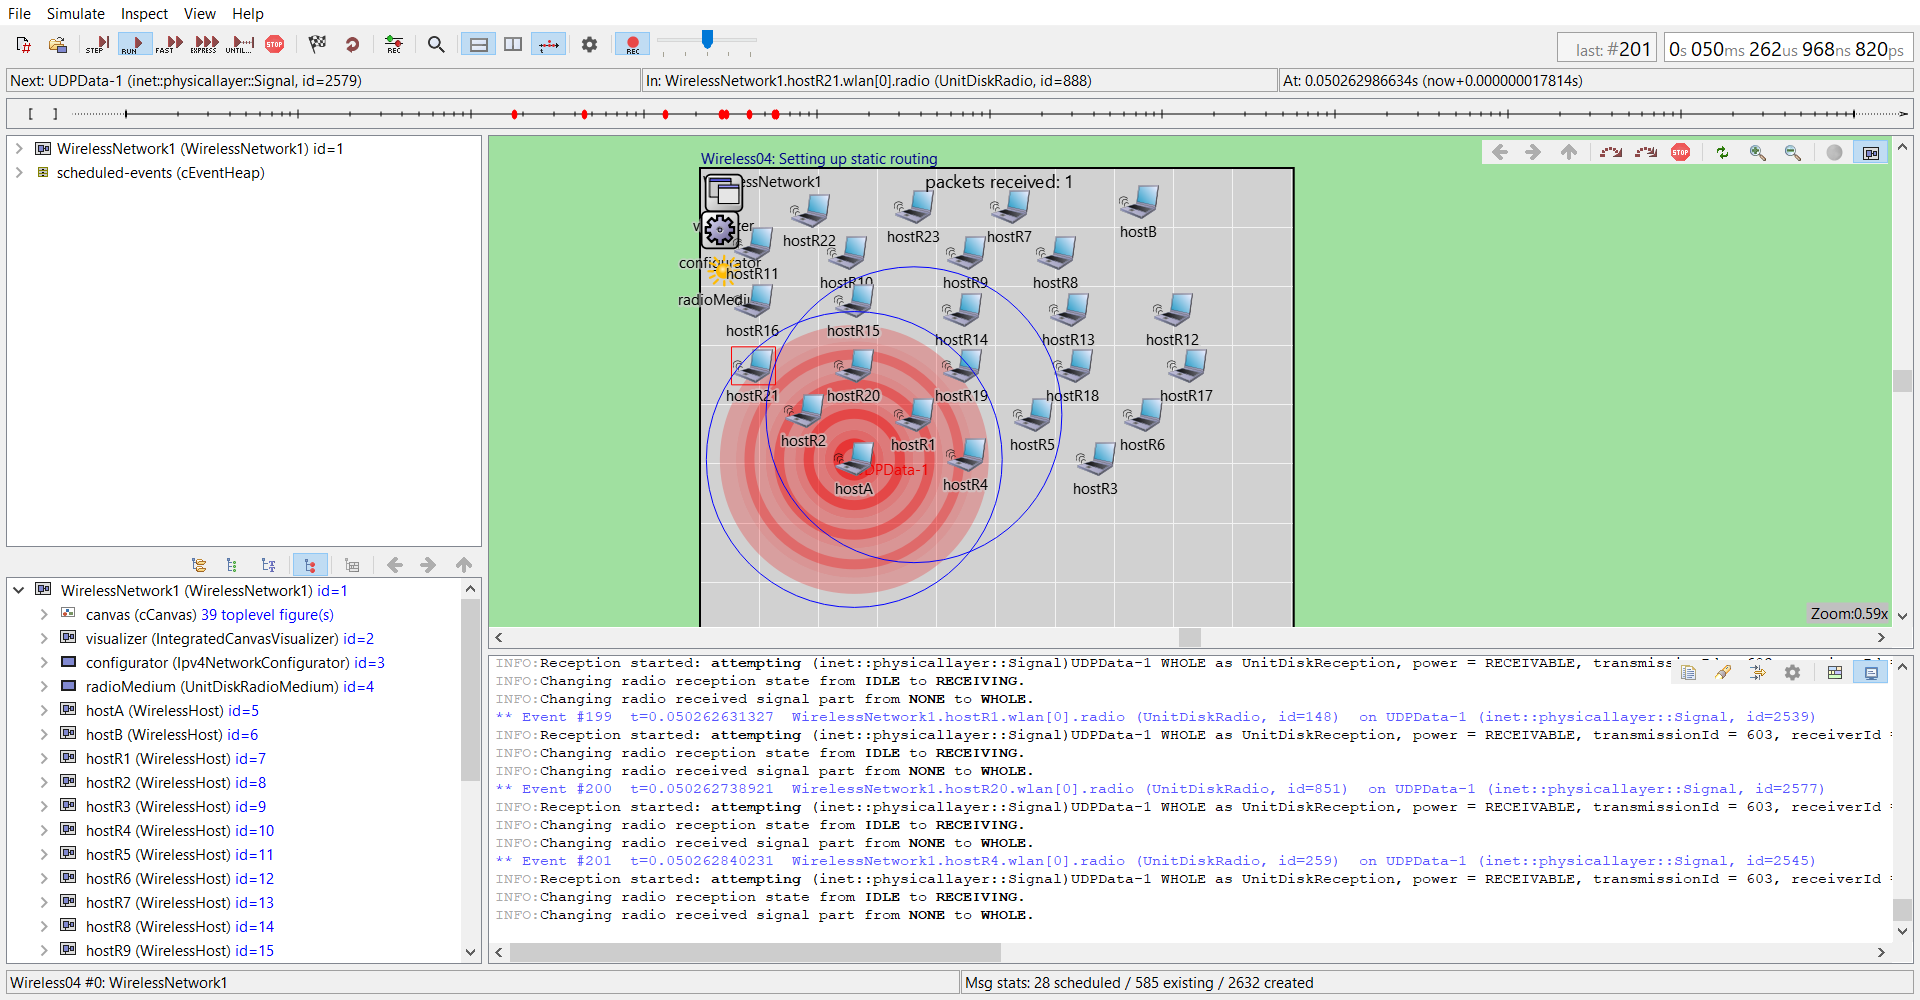 File Simulate Inspect View Help
STEP RUN FAST EXPRESS UNTIL... STOP REC REC
last: #201 0s 050ms 262us 968ns 820ps
Next: UDPData-1 (inet::physicallayer::Signal, id=2579) In: WirelessNetwork1.hostR21.wlan[0].radio (UnitDiskRadio, id=888) At: 0.050262986634s (now+0.000000017814s)
[ ]
WirelessNetwork1 (WirelessNetwork1) id=1
scheduled-events (cEventHeap)
WirelessNetwork1 (WirelessNetwork1) id=1
canvas (cCanvas) 39 toplevel figure(s)
visualizer (IntegratedCanvasVisualizer) id=2
configurator (Ipv4NetworkConfigurator) id=3
radioMedium (UnitDiskRadioMedium) id=4
hostA (WirelessHost) id=5
hostB (WirelessHost) id=6
hostR1 (WirelessHost) id=7
hostR2 (WirelessHost) id=8
hostR3 (WirelessHost) id=9
hostR4 (WirelessHost) id=10
hostR5 (WirelessHost) id=11
hostR6 (WirelessHost) id=12
hostR7 (WirelessHost) id=13
hostR8 (WirelessHost) id=14
hostR9 (WirelessHost) id=15
Wireless04: Setting up static routing
STOP
essNetwork1 packets received: 1
hostR22 hostR23 hostR7 hostB
configurator
hostR11 hostR10 hostR9 hostR8
radioMediu
hostR16 hostR15 hostR14 hostR13 hostR12
hostR21 hostR20 hostR19 hostR18 hostR17
hostR2 hostR1 hostR5 hostR6
DPData-1
hostA hostR4 hostR3
Zoom:0.59x
INFO:Reception started: attempting (inet::physicallayer::Signal)UDPData-1 WHOLE as UnitDiskReception, power = RECEIVABLE,
INFO:Changing radio reception state from IDLE to RECEIVING.
INFO:Changing radio received signal part from NONE to WHOLE.
** Event #199 t=0.050262631327 WirelessNetwork1.hostR1.wlan[0].radio (UnitDiskRadio, id=148) on UDPData-1 (inet::physicallayer::Signal, id=2539)
INFO:Reception started: attempting (inet::physicallayer::Signal)UDPData-1 WHOLE as UnitDiskReception, power = RECEIVABLE, transmissionId = 603, receiverId =
INFO:Changing radio reception state from IDLE to RECEIVING.
INFO:Changing radio received signal part from NONE to WHOLE.
** Event #200 t=0.050262738921 WirelessNetwork1.hostR20.wlan[0].radio (UnitDiskRadio, id=851) on UDPData-1 (inet::physicallayer::Signal, id=2577)
INFO:Reception started: attempting (inet::physicallayer::Signal)UDPData-1 WHOLE as UnitDiskReception, power = RECEIVABLE, transmissionId = 603, receiverId =
INFO:Changing radio reception state from IDLE to RECEIVING.
INFO:Changing radio received signal part from NONE to WHOLE.
** Event #201 t=0.050262840231 WirelessNetwork1.hostR4.wlan[0].radio (UnitDiskRadio, id=259) on UDPData-1 (inet::physicallayer::Signal, id=2545)
INFO:Reception started: attempting (inet::physicallayer::Signal)UDPData-1 WHOLE as UnitDiskReception, power = RECEIVABLE, transmissionId = 603, receiverId =
INFO:Changing radio reception state from IDLE to RECEIVING.
INFO:Changing radio received signal part from NONE to WHOLE.
Wireless04 #0: WirelessNetwork1 Msg stats: 28 scheduled / 585 existing / 2632 created